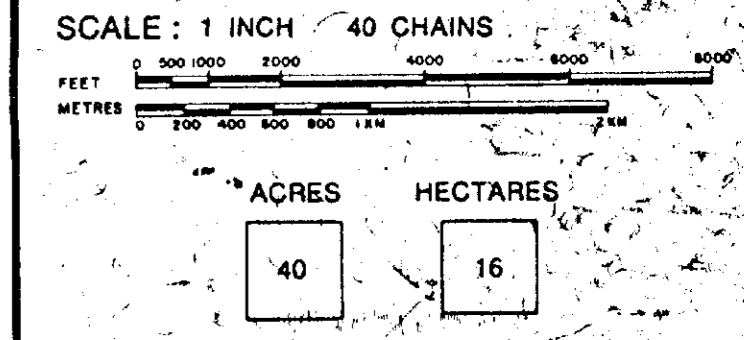 SCALE: 1 INCH 40 CHAINS
0 500 1000 2000 4000 6000 8000
FEET
METRES
0 200 400 600 800 1 KM 2 KM
ACRES HECTARES
40 16